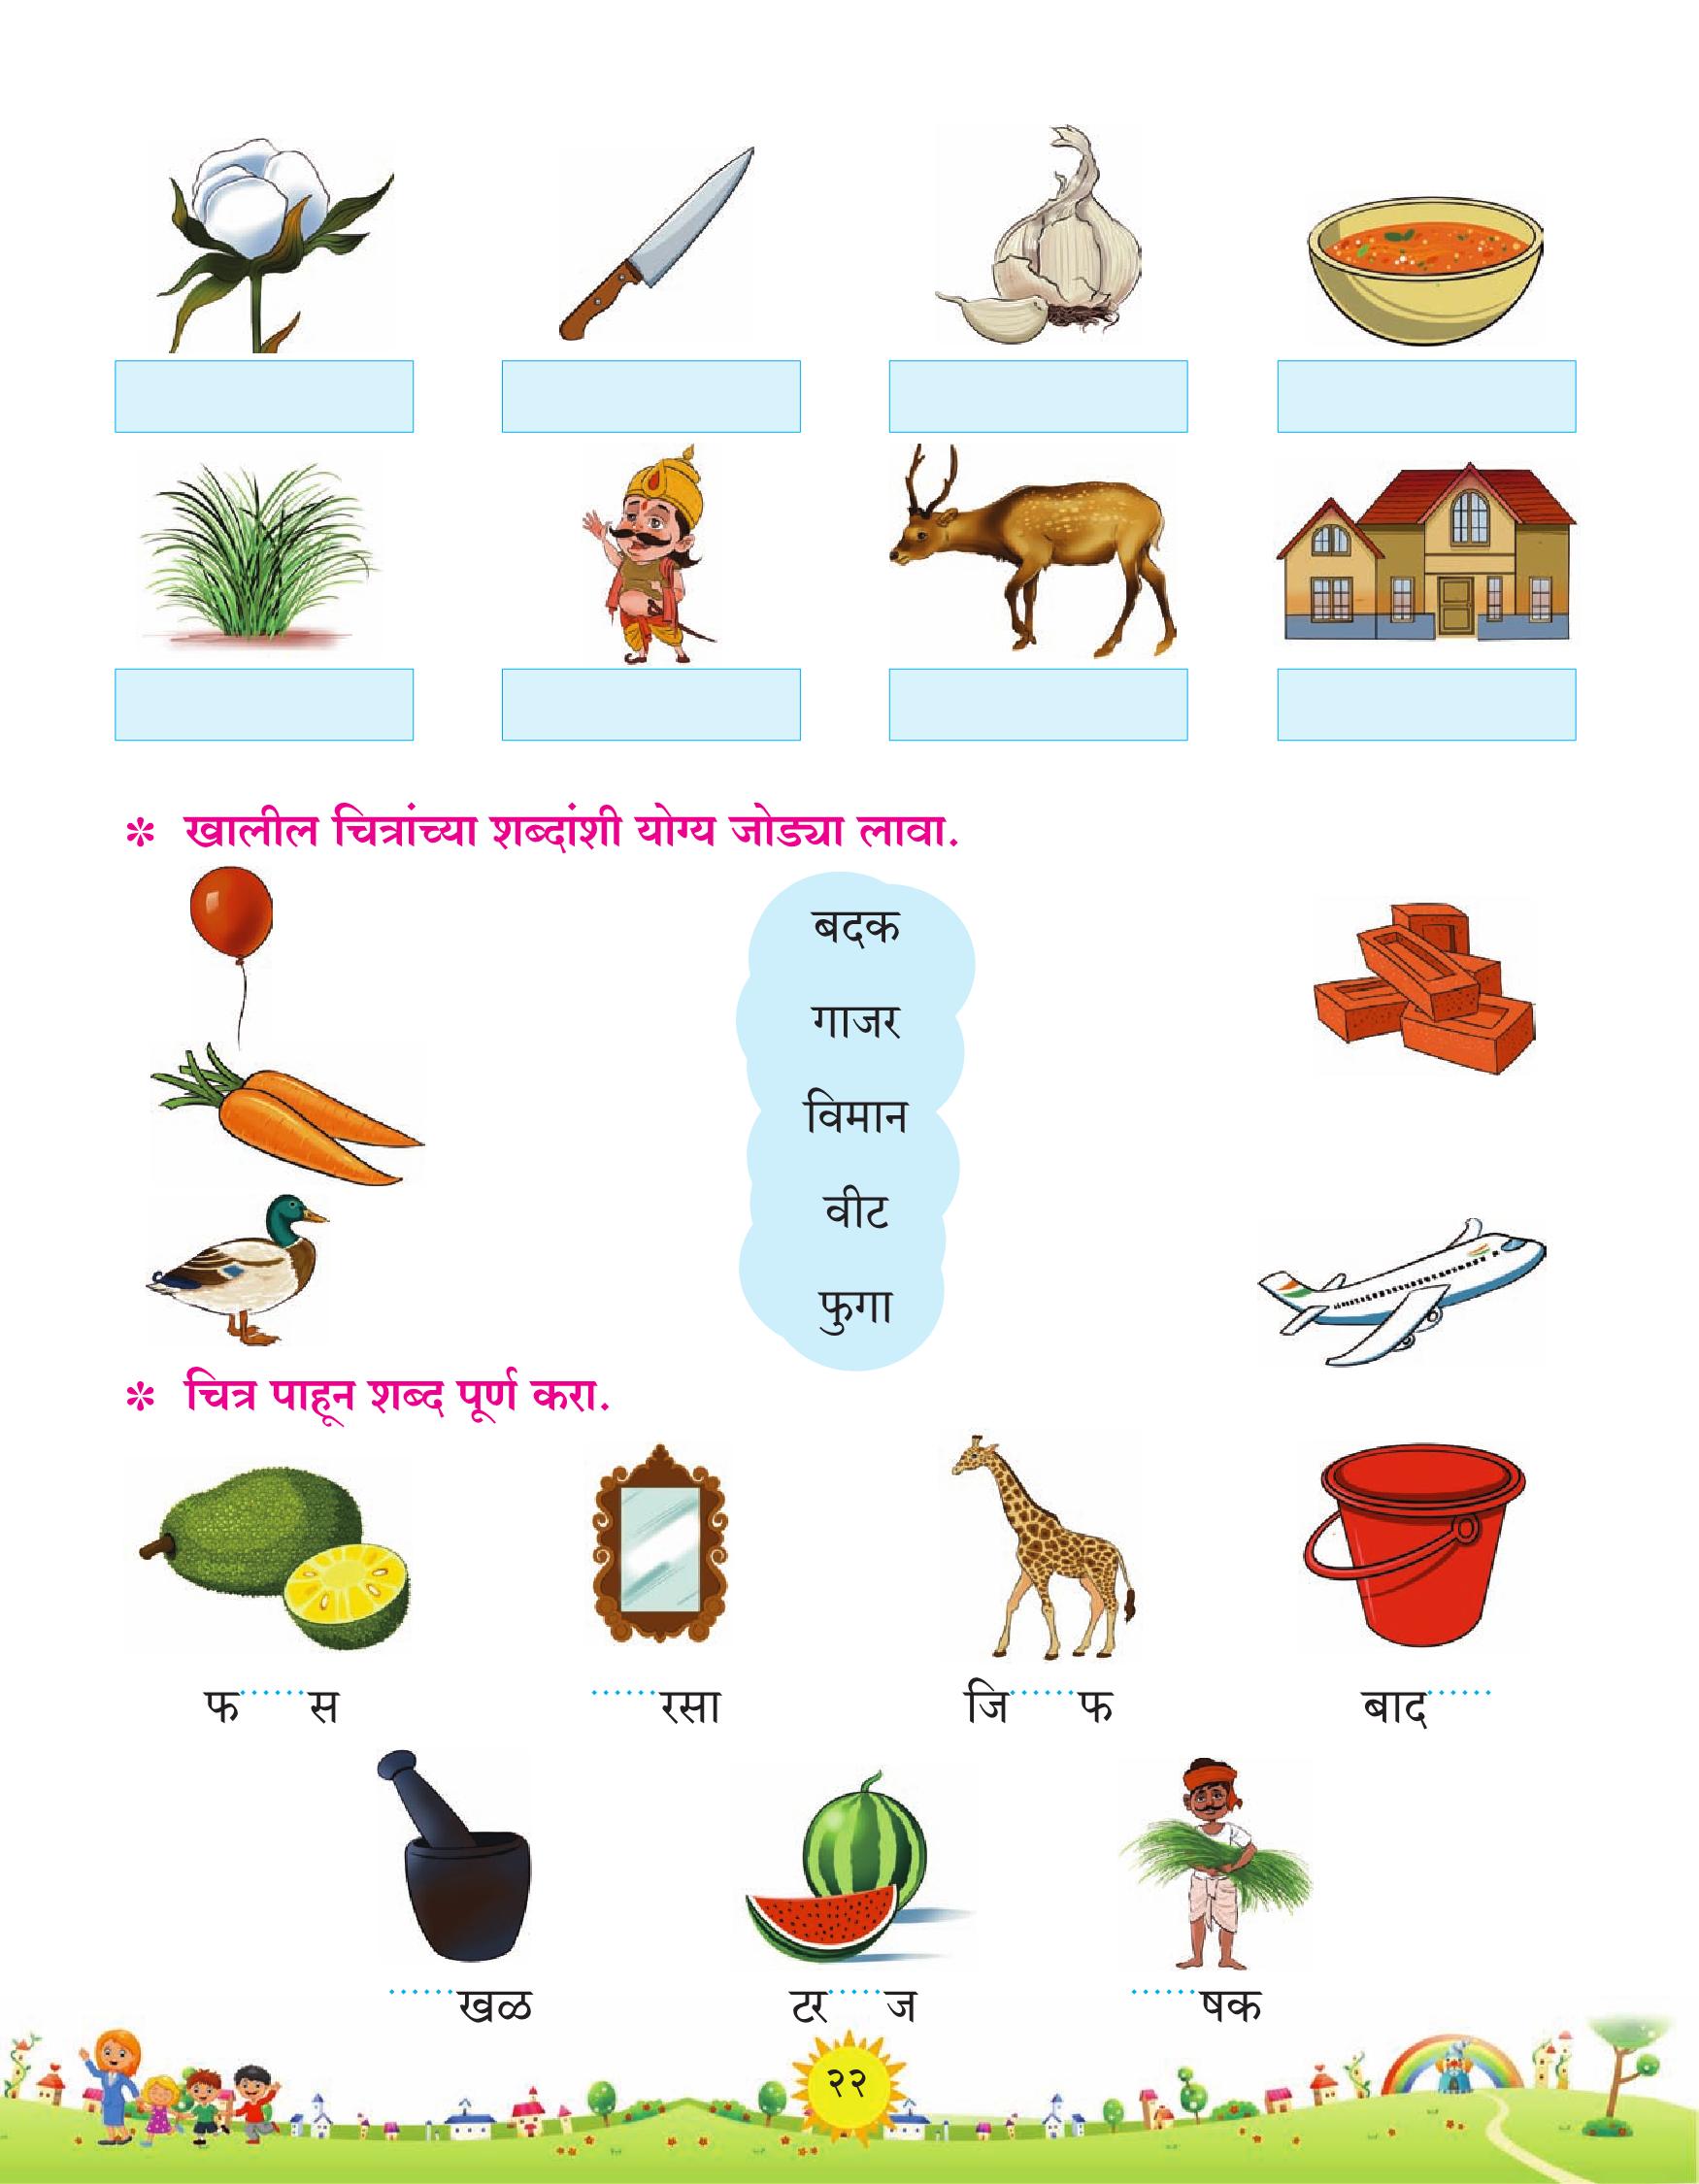 ✽ खालील चित्रांच्या शब्दांशी योग्य जोड्या लावा.
बदक
गाजर
विमान
वीट
फुगा
✽ चित्र पाहून शब्द पूर्ण करा.
फ......स ......रसा जि......फ बाद......
......खळ टर.....ज ......षक
२२